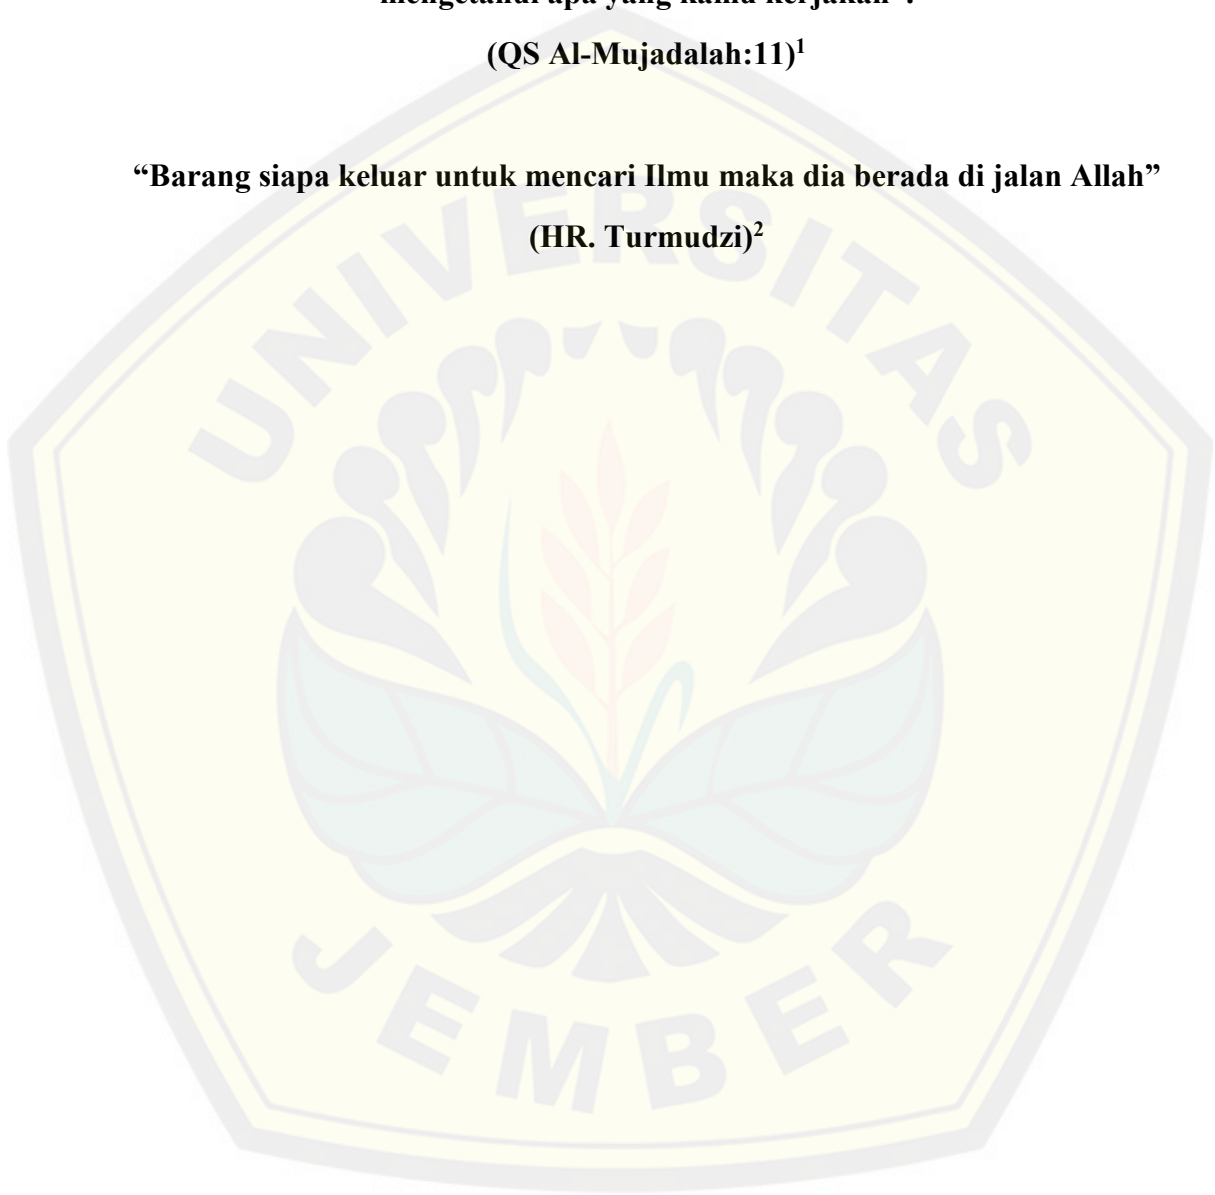 mengetahui apa yang kamu kerjakan”.
(QS Al-Mujadalah:11)¹
“Barang siapa keluar untuk mencari Ilmu maka dia berada di jalan Allah”
(HR. Turmudzi)²
UNIVERSITAS
JEMBER